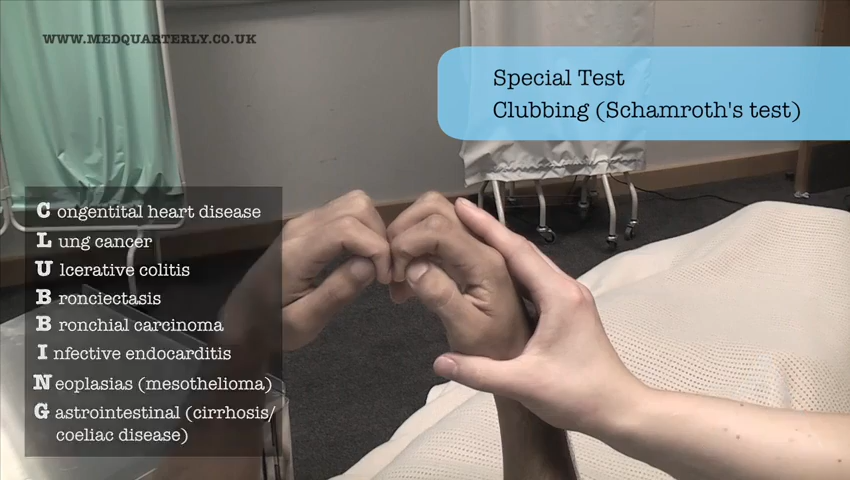 WWW.MEDQUARTERLY.CO.UK
Special Test
Clubbing (Schamroth's test)
C ongentital heart disease
L ung cancer
U lcerative colitis
B ronciectasis
B ronchial carcinoma
I nfective endocarditis
N eoplasias (mesothelioma)
G astrointestinal (cirrhosis/
coeliac disease)